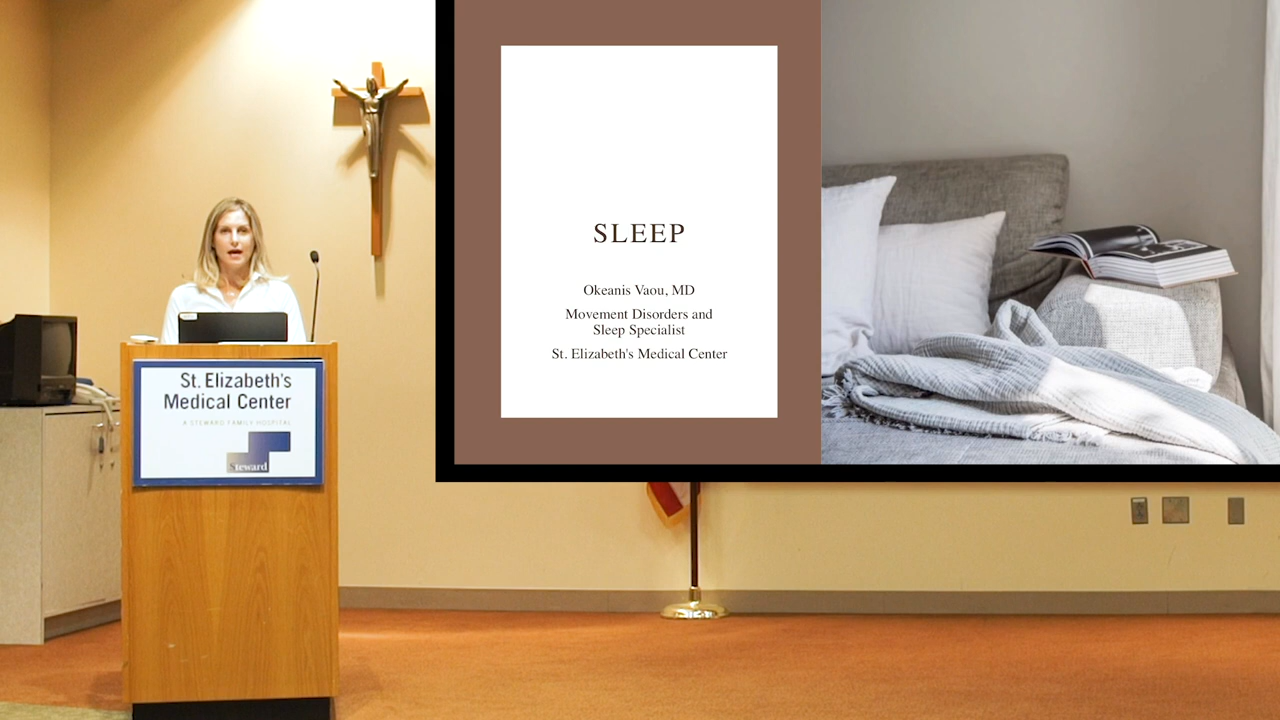 SLEEP
Okeanis Vaou, MD
Movement Disorders and
Sleep Specialist
St. Elizabeth's Medical Center
St. Elizabeth's
Medical Center
A STEWARD FAMILY HOSPITAL
Steward